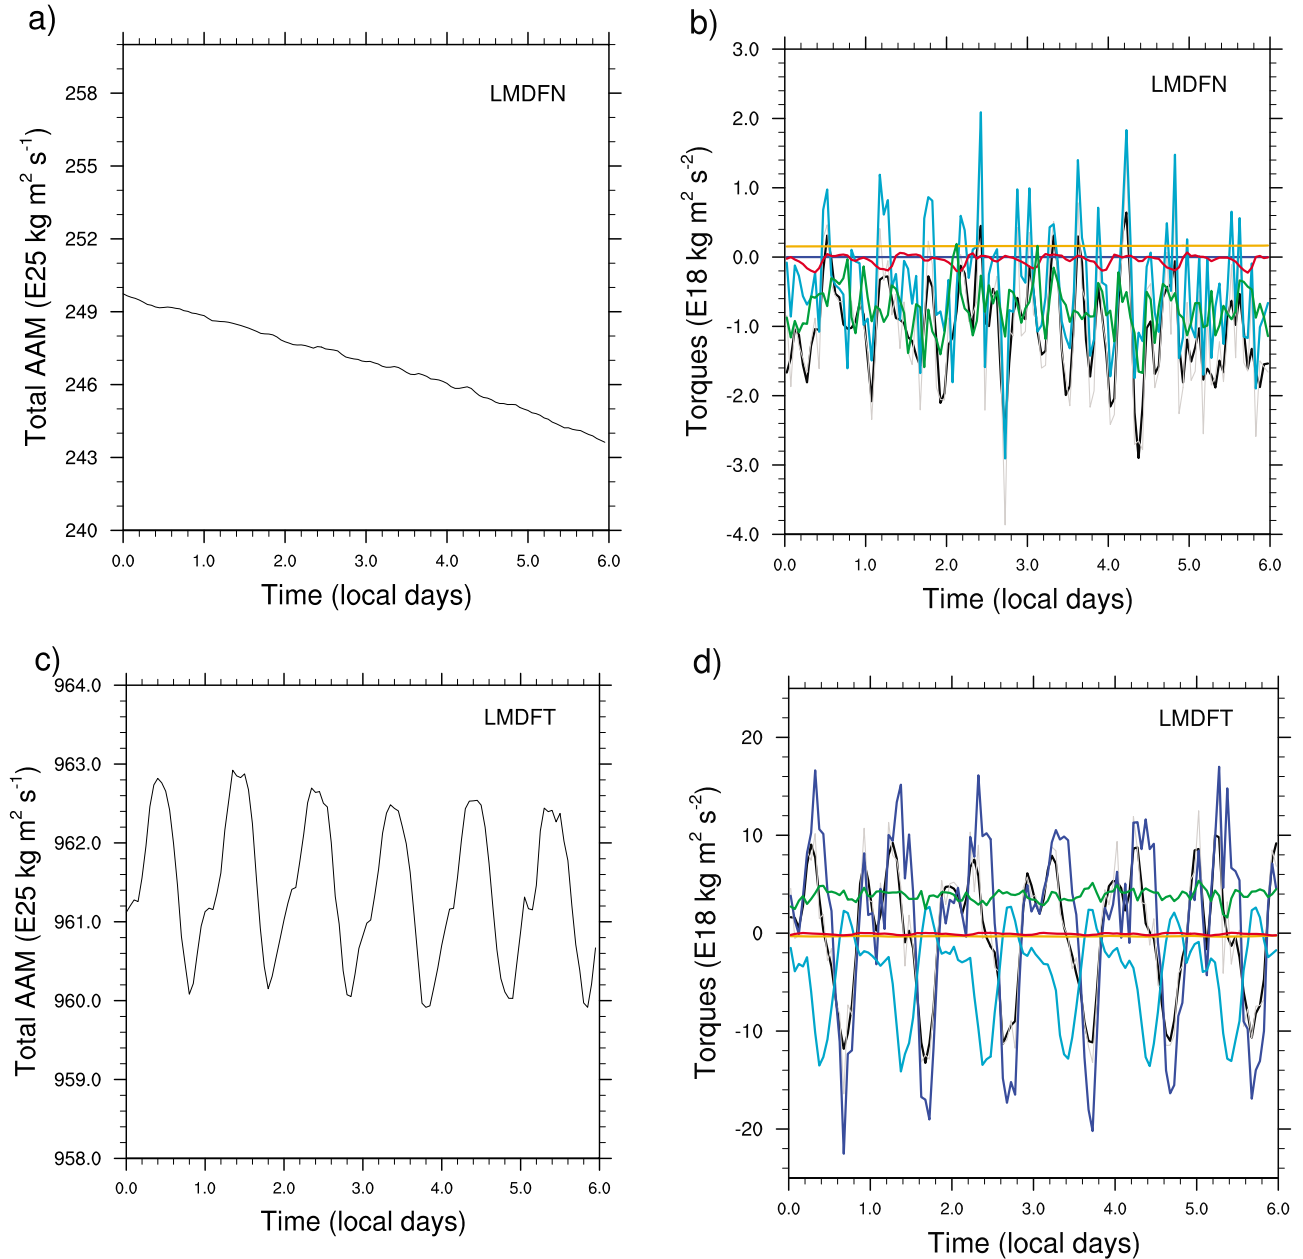 a)
LMDFN
Total AAM (E25 kg m² s⁻¹)
258
255
252
249
246
243
240
0.0 1.0 2.0 3.0 4.0 5.0 6.0
Time (local days)
b)
LMDFN
Torques (E18 kg m² s⁻²)
3.0
2.0
1.0
0.0
-1.0
-2.0
-3.0
-4.0
0.0 1.0 2.0 3.0 4.0 5.0 6.0
Time (local days)
c)
LMDFT
Total AAM (E25 kg m² s⁻¹)
964.0
963.0
962.0
961.0
960.0
959.0
958.0
0.0 1.0 2.0 3.0 4.0 5.0 6.0
Time (local days)
d)
LMDFT
Torques (E18 kg m² s⁻²)
20
10
0
-10
-20
0.0 1.0 2.0 3.0 4.0 5.0 6.0
Time (local days)